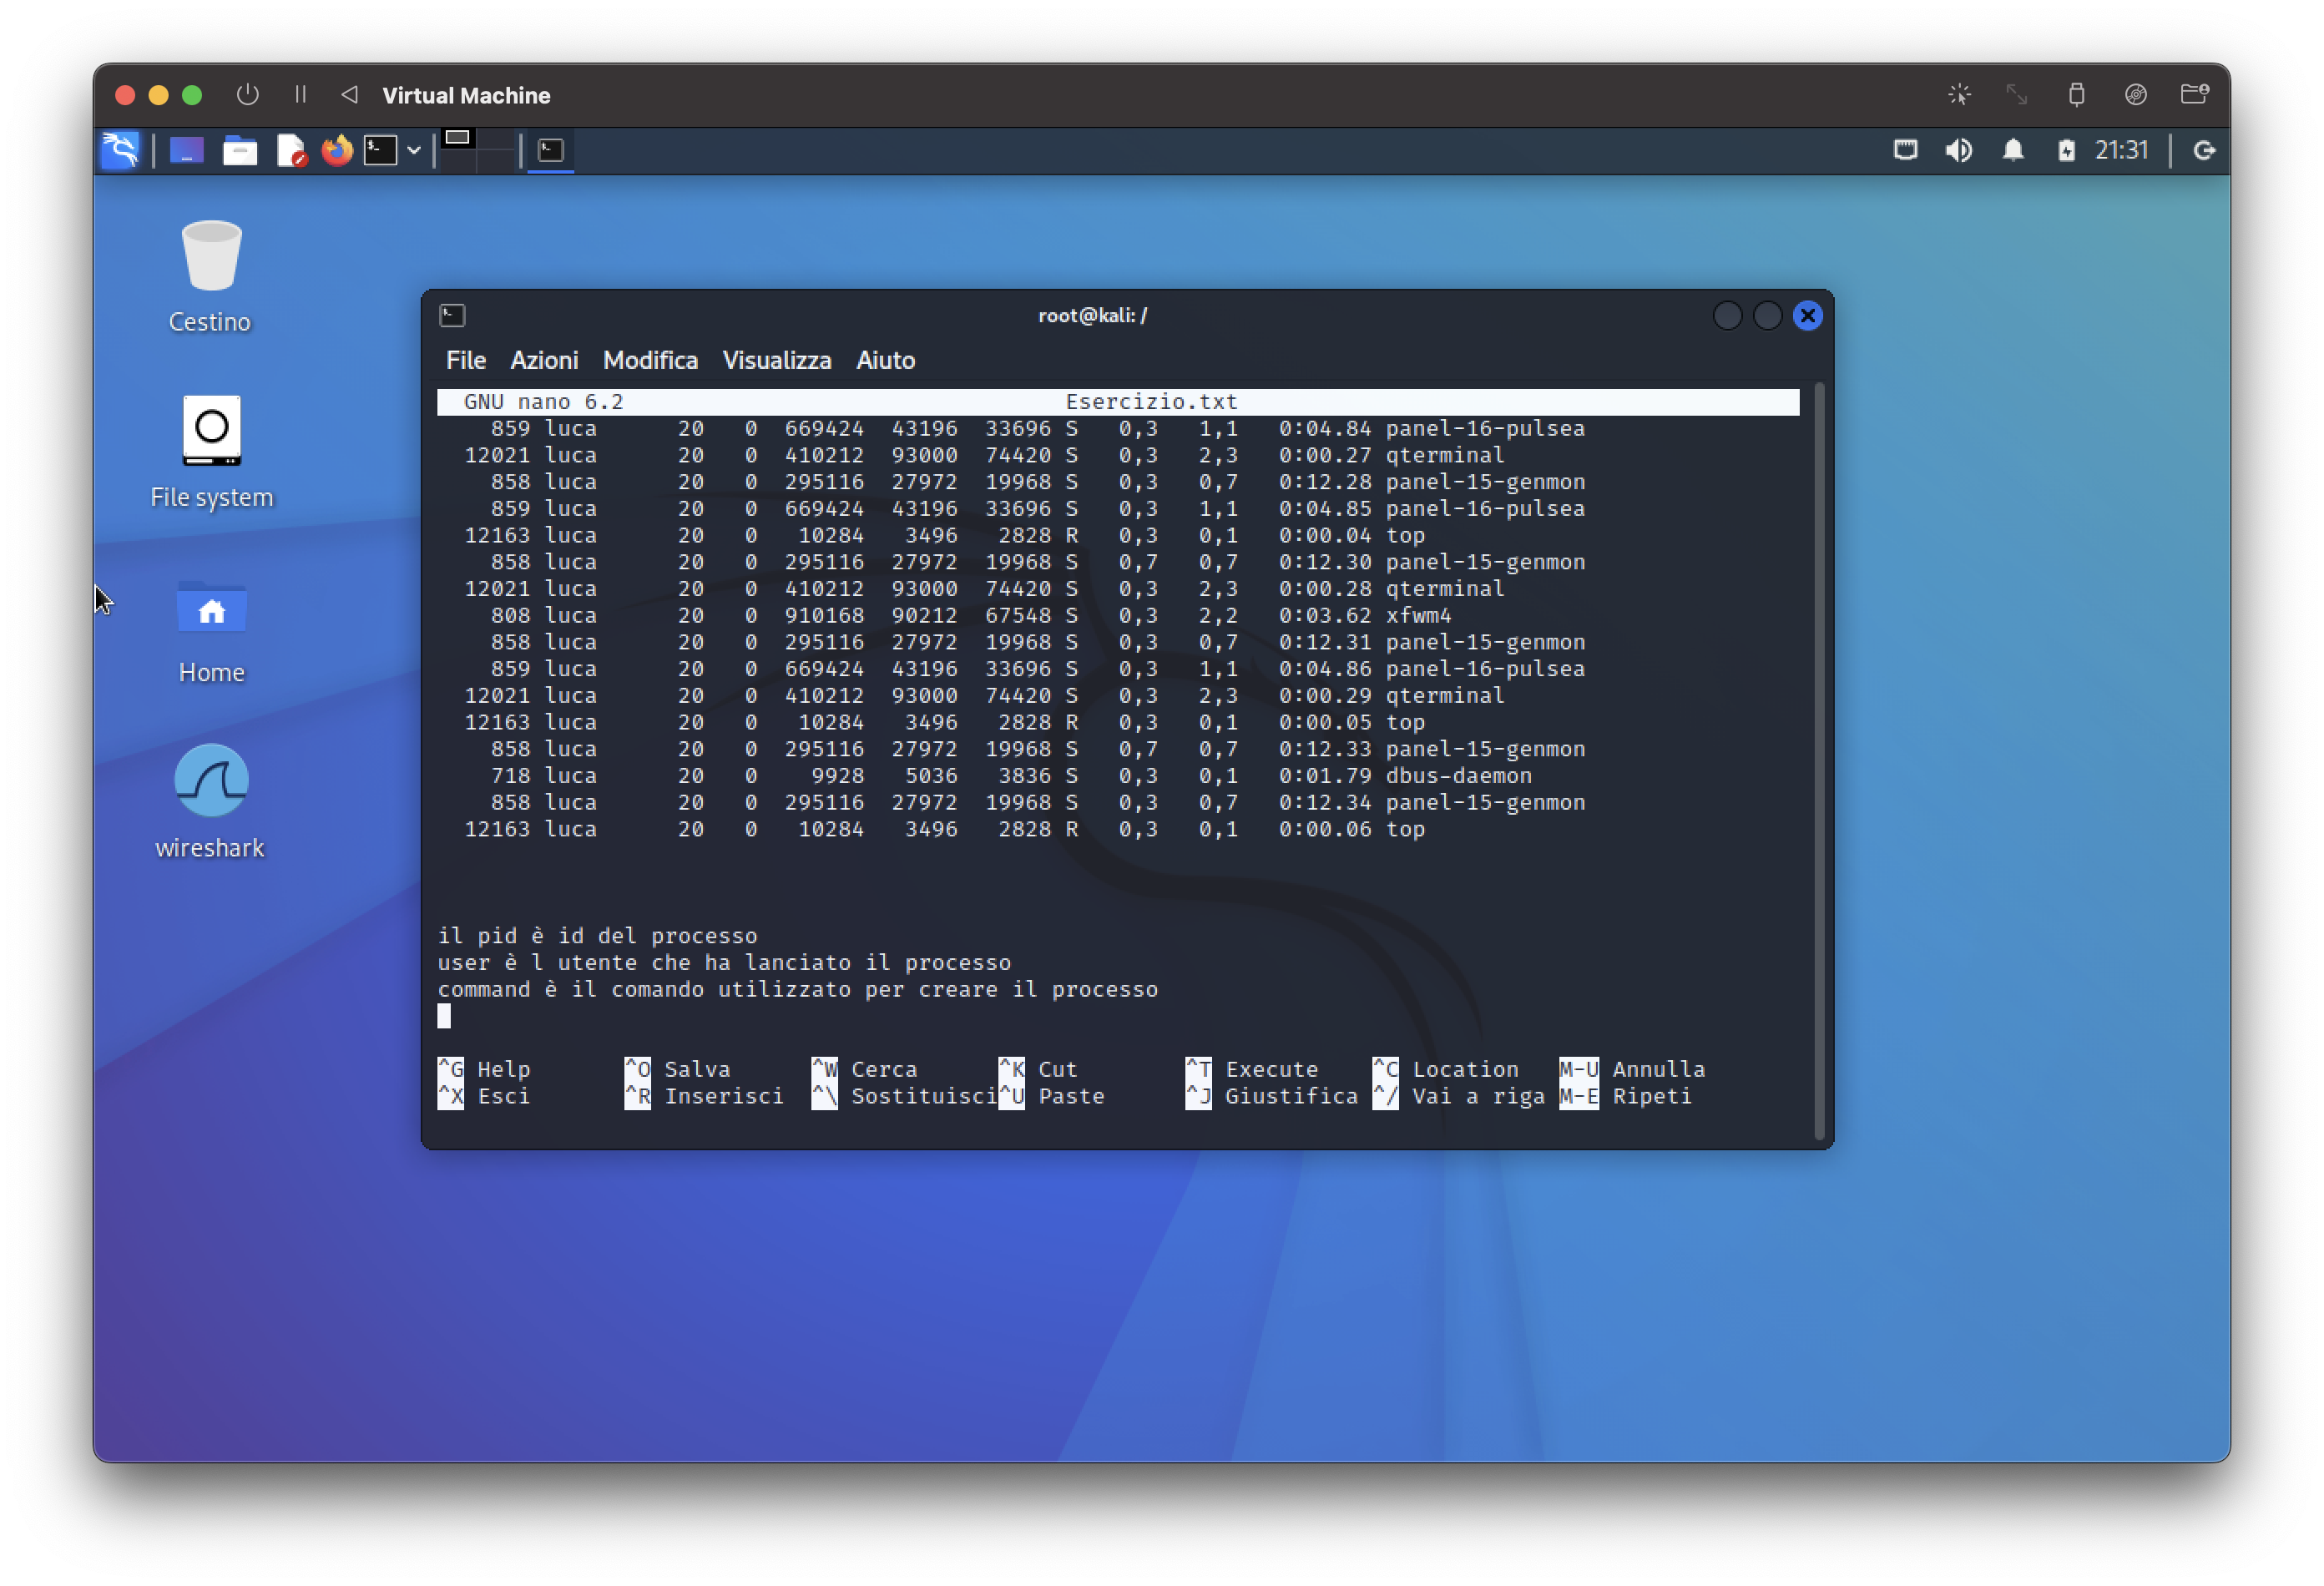 Virtual Machine
21:31
Cestino
File system
Home
wireshark
root@kali: /
File Azioni Modifica Visualizza Aiuto
GNU nano 6.2 Esercizio.txt
859 luca 20 0 669424 43196 33696 S 0,3 1,1 0:04.84 panel-16-pulsea
12021 luca 20 0 410212 93000 74420 S 0,3 2,3 0:00.27 qterminal
858 luca 20 0 295116 27972 19968 S 0,3 0,7 0:12.28 panel-15-genmon
859 luca 20 0 669424 43196 33696 S 0,3 1,1 0:04.85 panel-16-pulsea
12163 luca 20 0 10284 3496 2828 R 0,3 0,1 0:00.04 top
858 luca 20 0 295116 27972 19968 S 0,7 0,7 0:12.30 panel-15-genmon
12021 luca 20 0 410212 93000 74420 S 0,3 2,3 0:00.28 qterminal
808 luca 20 0 910168 90212 67548 S 0,3 2,2 0:03.62 xfwm4
858 luca 20 0 295116 27972 19968 S 0,3 0,7 0:12.31 panel-15-genmon
859 luca 20 0 669424 43196 33696 S 0,3 1,1 0:04.86 panel-16-pulsea
12021 luca 20 0 410212 93000 74420 S 0,3 2,3 0:00.29 qterminal
12163 luca 20 0 10284 3496 2828 R 0,3 0,1 0:00.05 top
858 luca 20 0 295116 27972 19968 S 0,7 0,7 0:12.33 panel-15-genmon
718 luca 20 0 9928 5036 3836 S 0,3 0,1 0:01.79 dbus-daemon
858 luca 20 0 295116 27972 19968 S 0,3 0,7 0:12.34 panel-15-genmon
12163 luca 20 0 10284 3496 2828 R 0,3 0,1 0:00.06 top
il pid è id del processo
user è l utente che ha lanciato il processo
command è il comando utilizzato per creare il processo
^G Help ^O Salva ^W Cerca ^K Cut ^T Execute ^C Location M-U Annulla
^X Esci ^R Inserisci ^\ Sostituisci ^U Paste ^J Giustifica ^/ Vai a riga M-E Ripeti